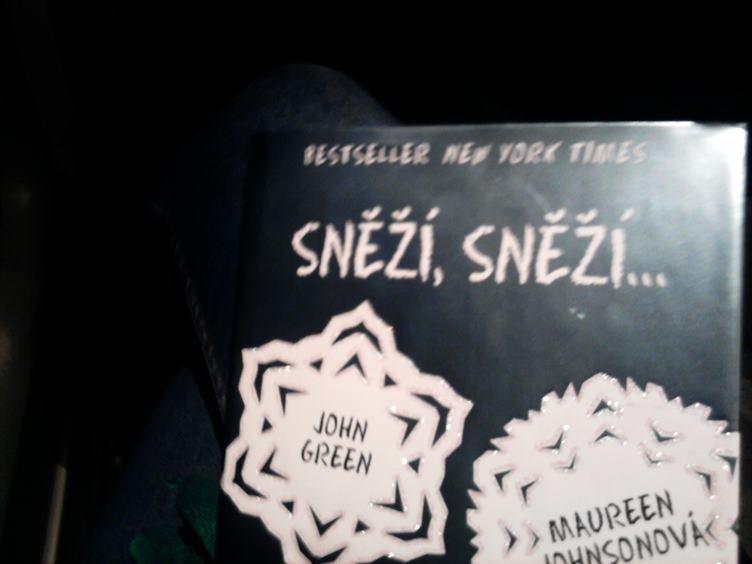 BESTSELLER NEW YORK TIMES
SNĚŽÍ, SNĚŽÍ...
JOHN
GREEN
MAUREEN
JOHNSONOVÁ